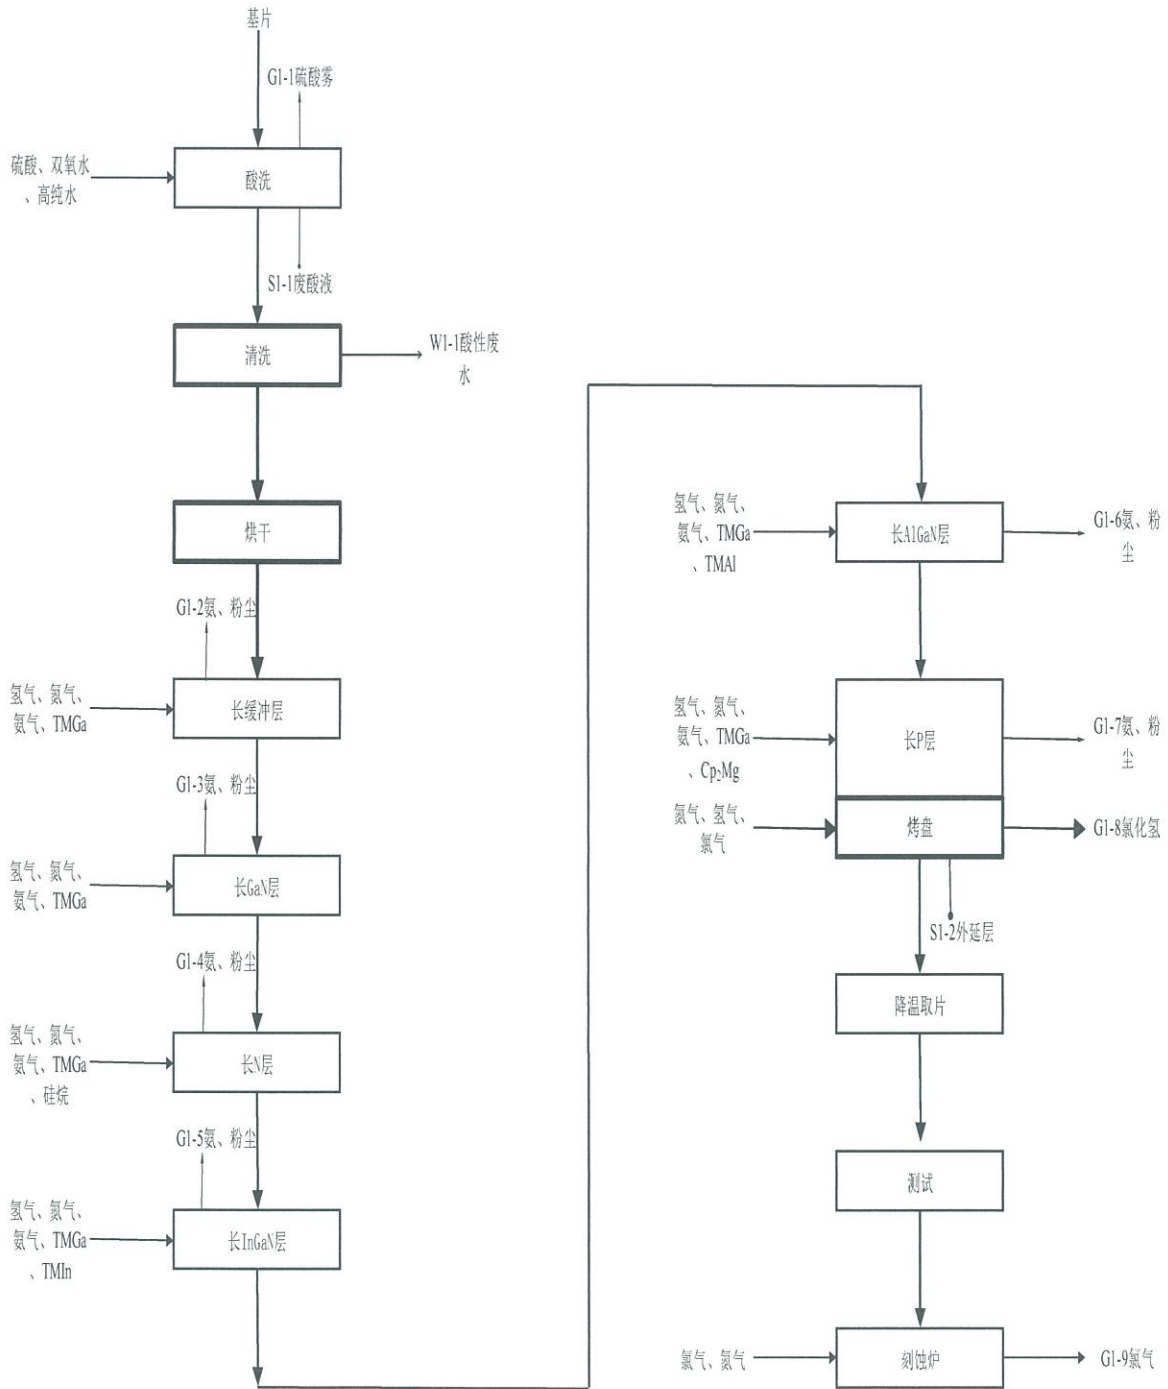 基片
G1-1硫酸雾
硫酸、双氧水
、高纯水
酸洗
S1-1废酸液
清洗
W1-1酸性废
水
烘干
G1-2氨、粉尘
氢气、氮气、
氨气、TMGa
长缓冲层
G1-3氨、粉尘
氢气、氮气、
氨气、TMGa
长GaN层
G1-4氨、粉尘
氢气、氮气、
氨气、TMGa
、硅烷
长N层
G1-5氨、粉尘
氢气、氮气、
氨气、TMGa
、TMIn
长InGaN层
氢气、氮气、
氨气、TMGa
、TMAl
长AlGaN层
G1-6氨、粉
尘
氢气、氮气、
氨气、TMGa
、Cp₂Mg
长P层
G1-7氨、粉
尘
氮气、氢气、
氯气
烤盘
G1-8氯化氢
S1-2外延层
降温取片
测试
氯气、氮气
刻蚀炉
G1-9氯气